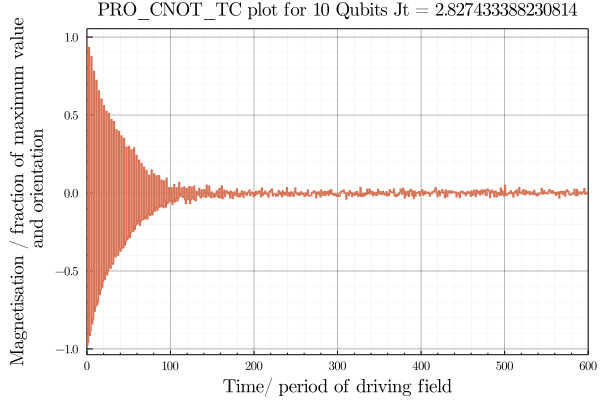 PRO_CNOT_TC plot for 10 Qubits Jt = 2.827433388230814
Magnetisation / fraction of maximum value
and orientation
1.0
0.5
0.0
−0.5
−1.0
0 100 200 300 400 500 600
Time/ period of driving field